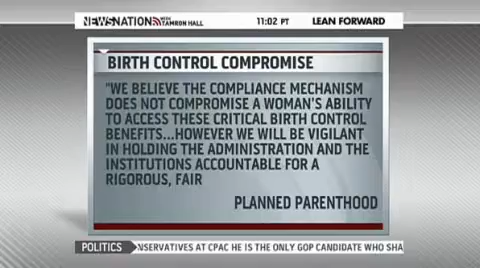 NEWSNATION WITH TAMRON HALL 11:02 PT LEAN FORWARD
BIRTH CONTROL COMPROMISE
"WE BELIEVE THE COMPLIANCE MECHANISM
DOES NOT COMPROMISE A WOMAN'S ABILITY
TO ACCESS THESE CRITICAL BIRTH CONTROL
BENEFITS...HOWEVER WE WILL BE VIGILANT
IN HOLDING THE ADMINISTRATION AND THE
INSTITUTIONS ACCOUNTABLE FOR A
RIGOROUS, FAIR
PLANNED PARENTHOOD
POLITICS NSERVATIVES AT CPAC HE IS THE ONLY GOP CANDIDATE WHO SHA